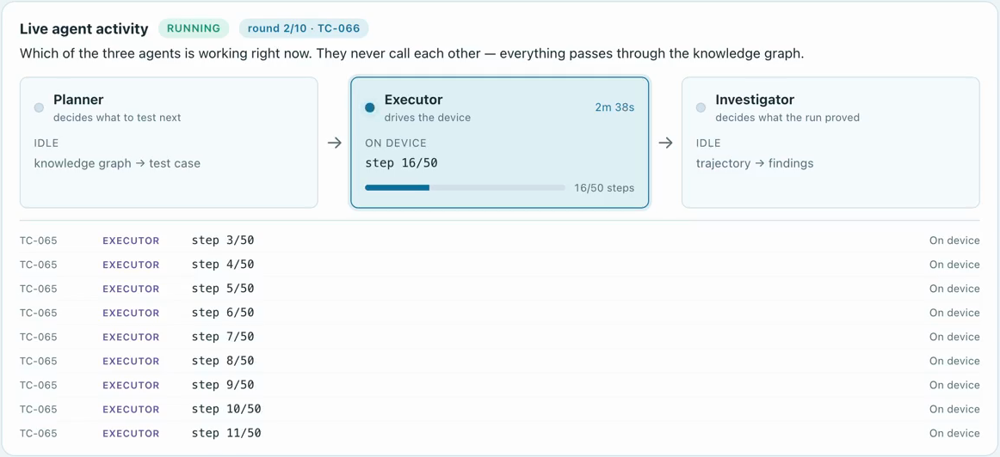 Live agent activity RUNNING round 2/10 · TC-066
Which of the three agents is working right now. They never call each other — everything passes through the knowledge graph.
Planner
decides what to test next
IDLE
knowledge graph → test case
→
Executor
drives the device
2m 38s
ON DEVICE
step 16/50
16/50 steps
→
Investigator
decides what the run proved
IDLE
trajectory → findings
TC-065 EXECUTOR step 3/50 On device
TC-065 EXECUTOR step 4/50 On device
TC-065 EXECUTOR step 5/50 On device
TC-065 EXECUTOR step 6/50 On device
TC-065 EXECUTOR step 7/50 On device
TC-065 EXECUTOR step 8/50 On device
TC-065 EXECUTOR step 9/50 On device
TC-065 EXECUTOR step 10/50 On device
TC-065 EXECUTOR step 11/50 On device